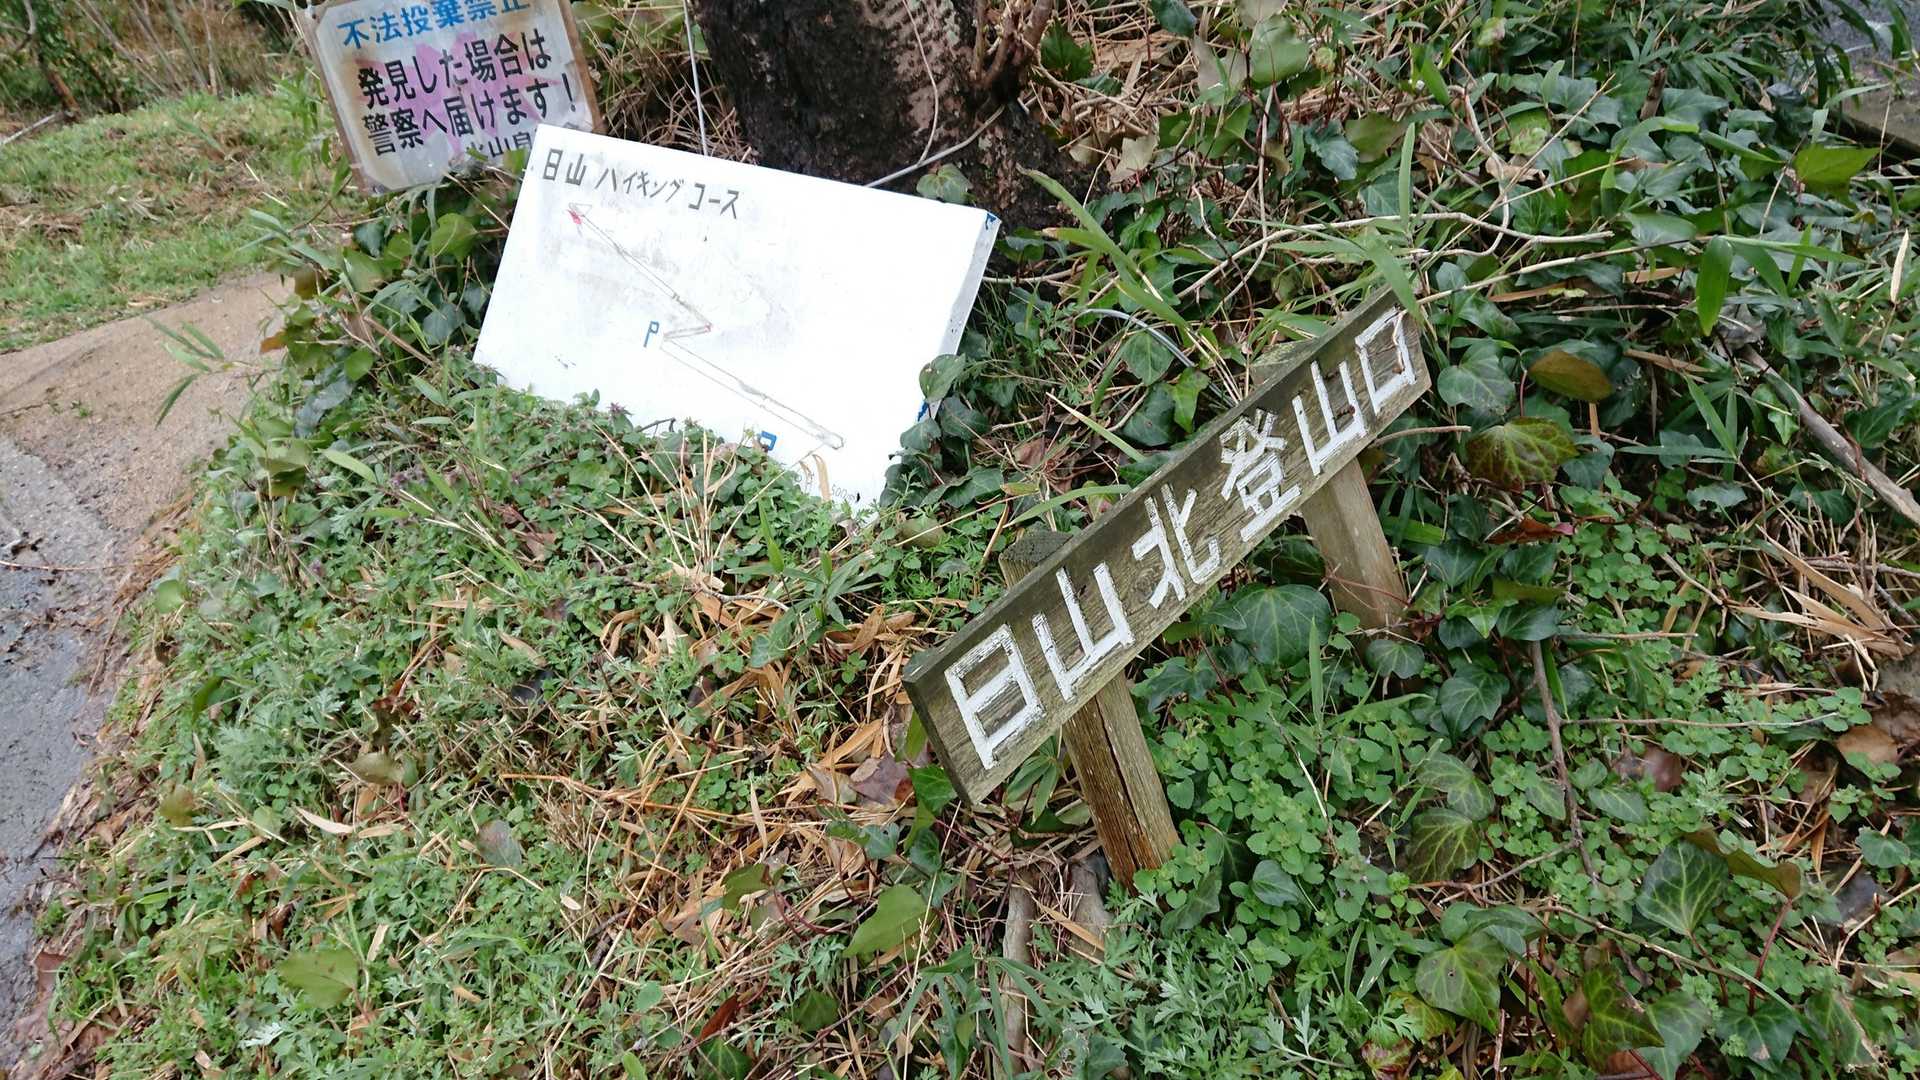 不法投棄禁止
発見した場合は
警察へ届けます!
日山 ハイキングコース
P
P
500m
日山北登山口